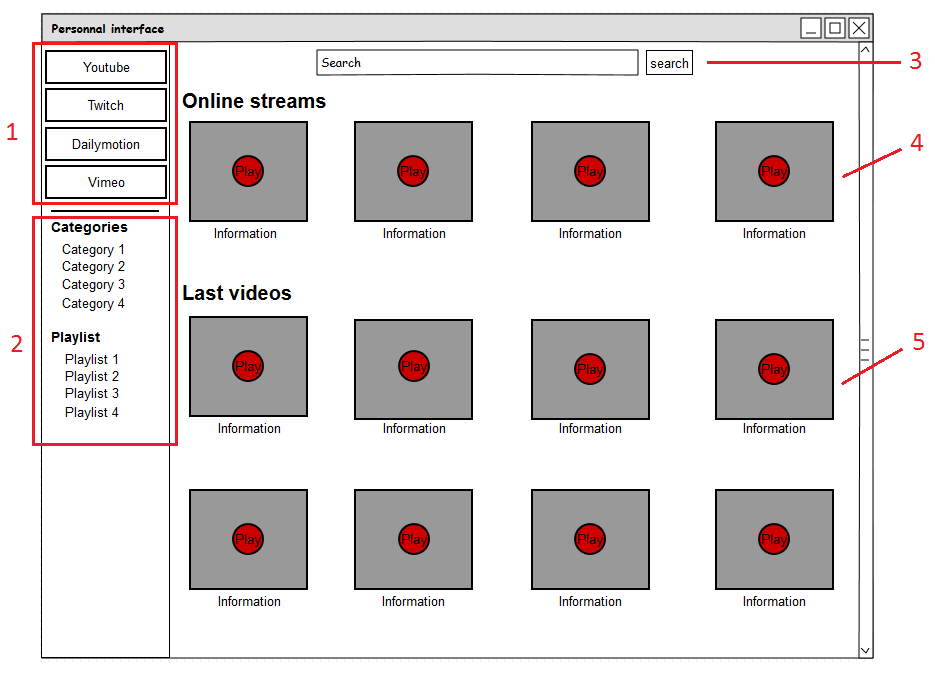 Personnal interface
Youtube
Twitch
Dailymotion
Vimeo
1
Categories
Category 1
Category 2
Category 3
Category 4
Playlist
Playlist 1
Playlist 2
Playlist 3
Playlist 4
2
Search
search
3
Online streams
Play Play Play Play
4
Information Information Information Information
Last videos
Play Play Play Play
5
Information Information Information Information
Play Play Play Play
Information Information Information Information